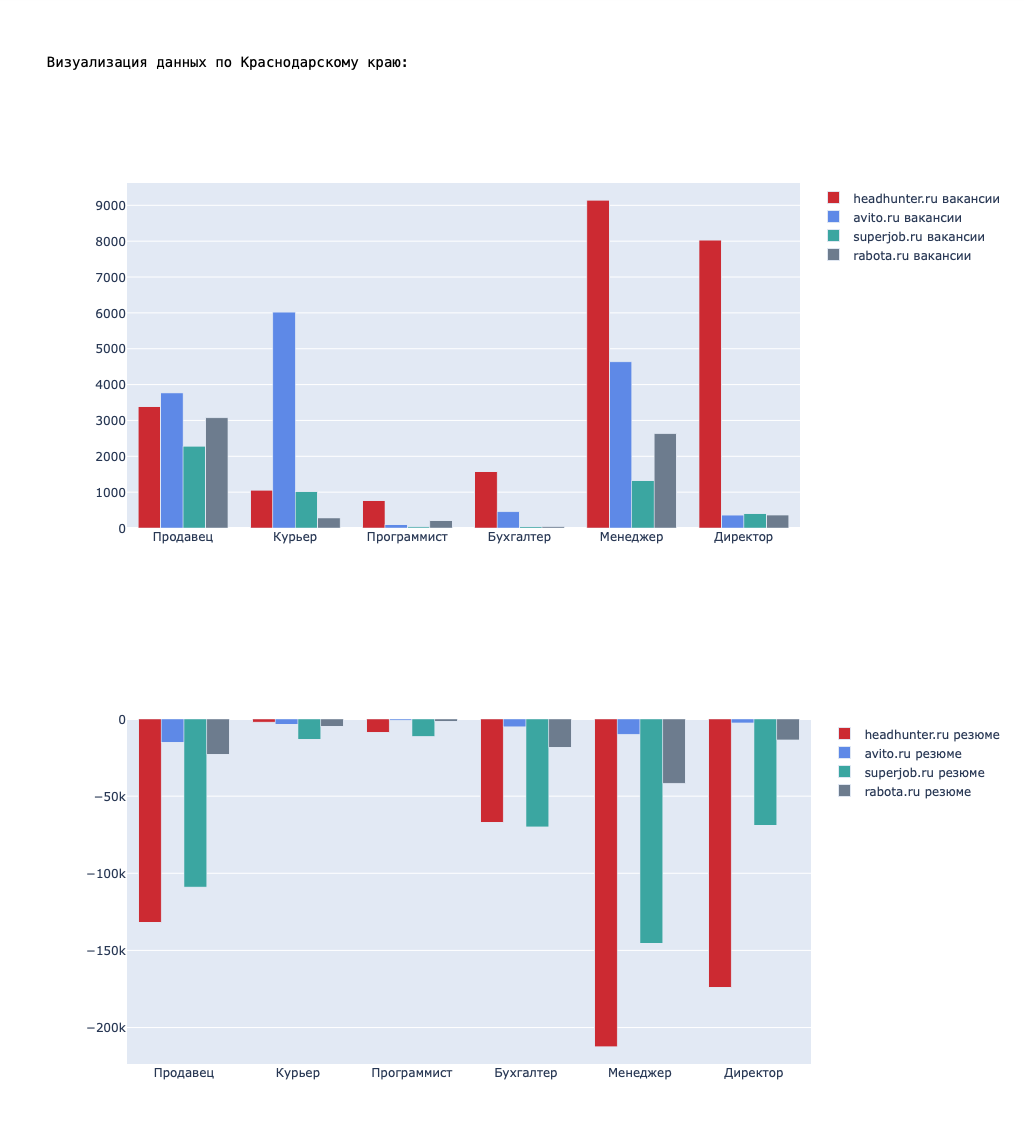 Визуализация данных по Краснодарскому краю:
9000
8000
7000
6000
5000
4000
3000
2000
1000
0
Продавец
Курьер
Программист
Бухгалтер
Менеджер
Директор
headhunter.ru вакансии
avito.ru вакансии
superjob.ru вакансии
rabota.ru вакансии
0
−50k
−100k
−150k
−200k
Продавец
Курьер
Программист
Бухгалтер
Менеджер
Директор
headhunter.ru резюме
avito.ru резюме
superjob.ru резюме
rabota.ru резюме